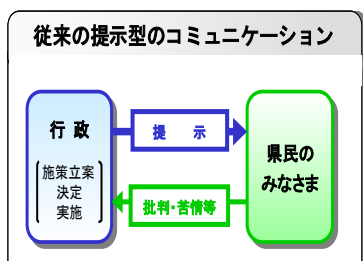 従来の提示型のコミュニケーション
行政
施策立案
決定
実施
提示
県民の
みなさま
批判・苦情等